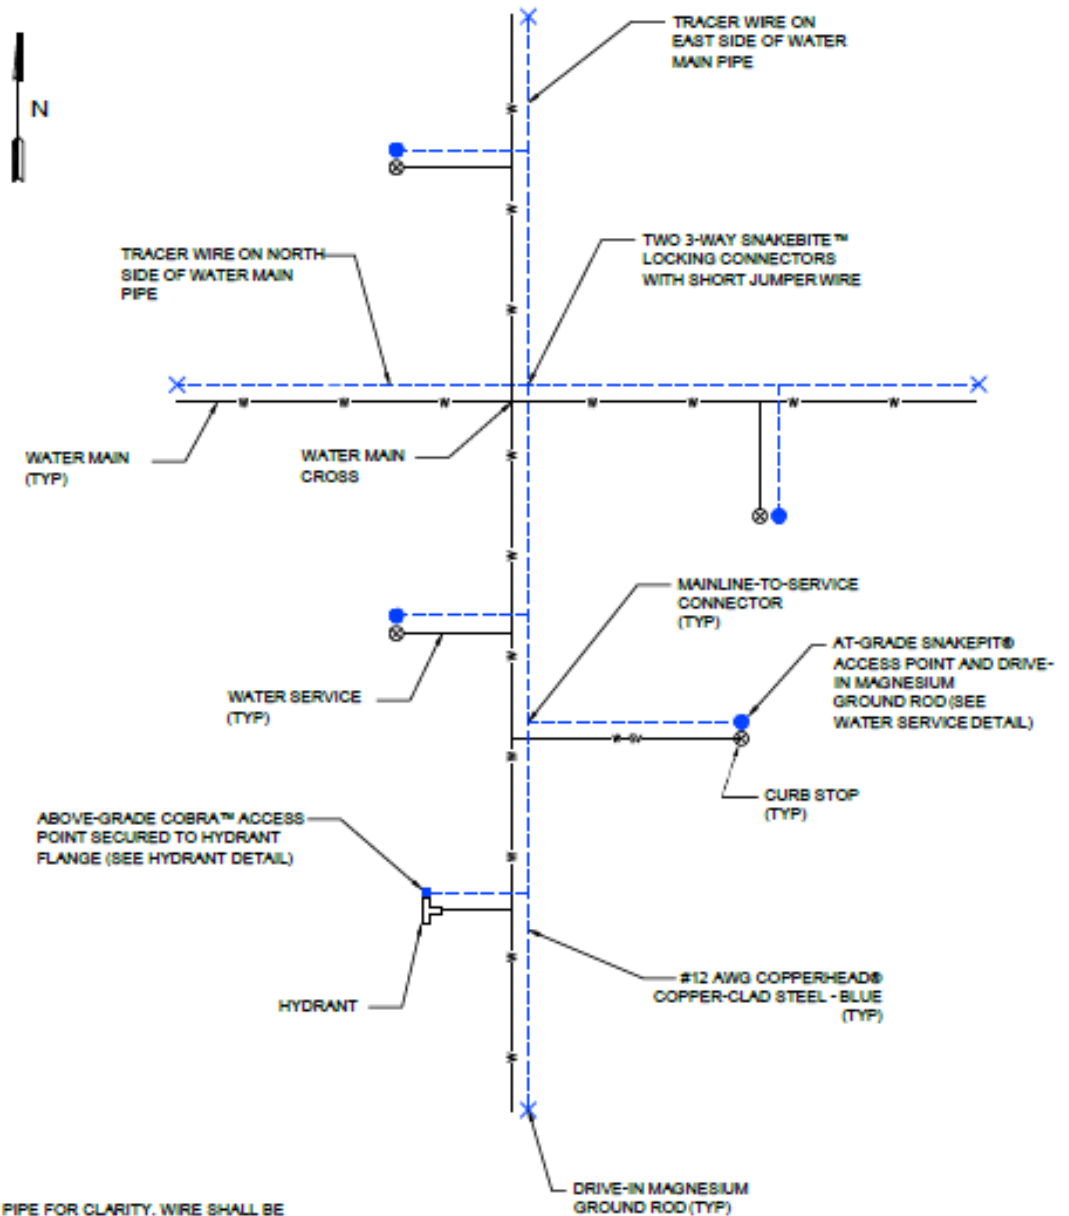 TRACER WIRE ON
EAST SIDE OF WATER
MAIN PIPE
N
TRACER WIRE ON NORTH
SIDE OF WATER MAIN
PIPE
TWO 3-WAY SNAKEBITE™
LOCKING CONNECTORS
WITH SHORT JUMPER WIRE
W
W
W
W
W
W
W
W
W
W
WATER MAIN
(TYP)
WATER MAIN
CROSS
W
W
MAINLINE-TO-SERVICE
CONNECTOR
(TYP)
AT-GRADE SNAKEPIT®
ACCESS POINT AND DRIVE-
IN MAGNESIUM
GROUND ROD (SEE
WATER SERVICE DETAIL)
W
WATER SERVICE
(TYP)
W
CURB STOP
(TYP)
ABOVE-GRADE COBRA™ ACCESS
POINT SECURED TO HYDRANT
FLANGE (SEE HYDRANT DETAIL)
W
W
HYDRANT
#12 AWG COPPERHEAD®
COPPER-CLAD STEEL - BLUE
(TYP)
W
DRIVE-IN MAGNESIUM
GROUND ROD (TYP)
PIPE FOR CLARITY. WIRE SHALL BE